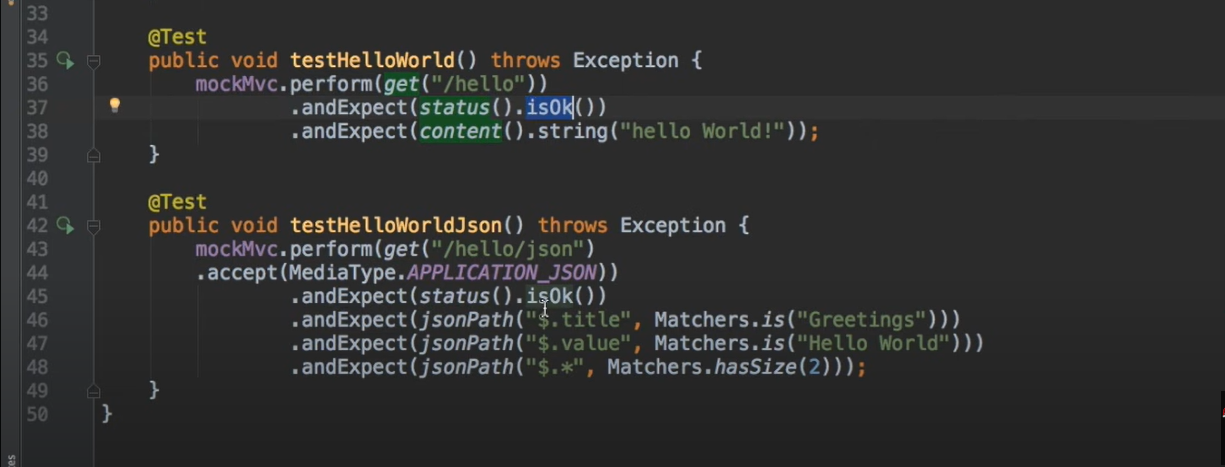 33
34 @Test
35 public void testHelloWorld() throws Exception {
36 mockMvc.perform(get("/hello"))
37 .andExpect(status().isOk())
38 .andExpect(content().string("hello World!"));
39 }
40
41 @Test
42 public void testHelloWorldJson() throws Exception {
43 mockMvc.perform(get("/hello/json")
44 .accept(MediaType.APPLICATION_JSON))
45 .andExpect(status().isOk())
46 .andExpect(jsonPath("$.title", Matchers.is("Greetings")))
47 .andExpect(jsonPath("$.value", Matchers.is("Hello World")))
48 .andExpect(jsonPath("$.*", Matchers.hasSize(2)));
49 }
50 }